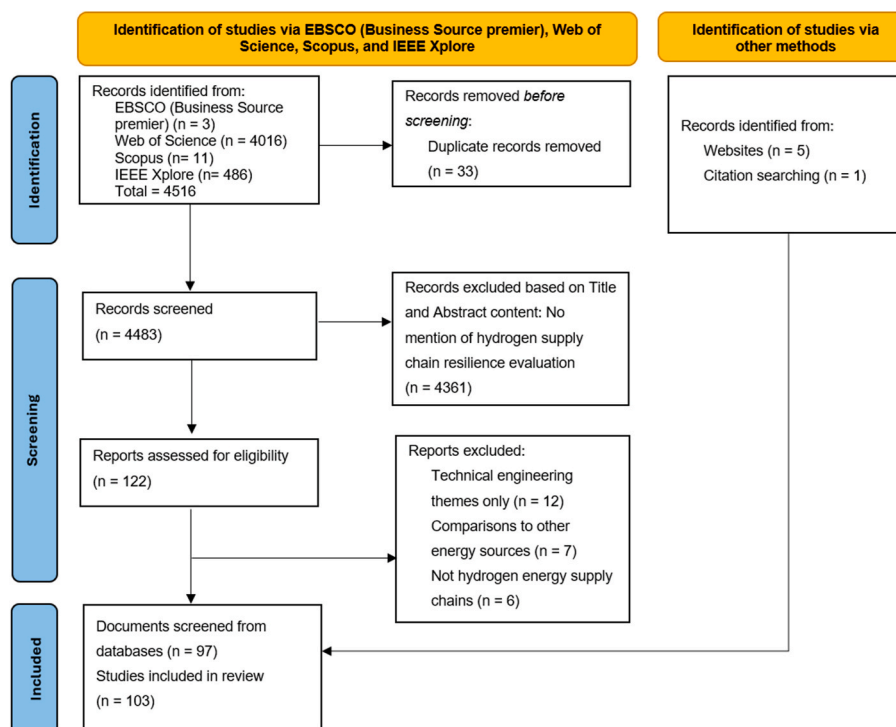 Identification of studies via EBSCO (Business Source premier), Web of
Science, Scopus, and IEEE Xplore
Identification of studies via
other methods
Identification
Records identified from:
EBSCO (Business Source
premier) (n = 3)
Web of Science (n = 4016)
Scopus (n= 11)
IEEE Xplore (n= 486)
Total = 4516
Records removed before
screening:
Duplicate records removed
(n = 33)
Records identified from:
Websites (n = 5)
Citation searching (n = 1)
Screening
Records screened
(n = 4483)
Records excluded based on Title
and Abstract content: No
mention of hydrogen supply
chain resilience evaluation
(n = 4361)
Reports assessed for eligibility
(n = 122)
Reports excluded:
Technical engineering
themes only (n = 12)
Comparisons to other
energy sources (n = 7)
Not hydrogen energy supply
chains (n = 6)
Included
Documents screened from
databases (n = 97)
Studies included in review
(n = 103)